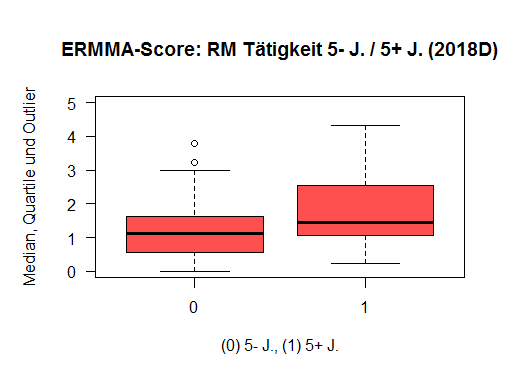 ERMMA-Score: RM Tätigkeit 5- J. / 5+ J. (2018D)
Median, Quartile und Outlier
5
4
3
2
1
0
0 1
(0) 5- J., (1) 5+ J.